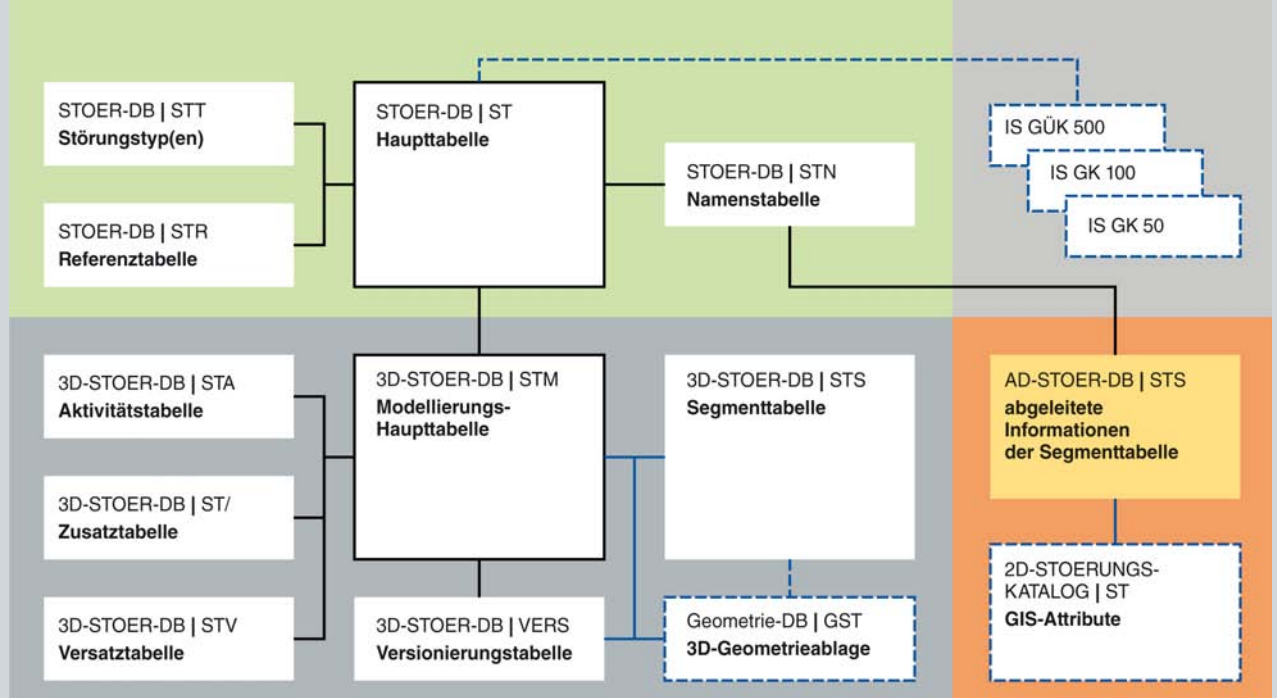 STOER-DB | STT
Störungstyp(en)
STOER-DB | STR
Referenztabelle
STOER-DB | ST
Haupttabelle
STOER-DB | STN
Namenstabelle
IS GÜK 500
IS GK 100
IS GK 50
3D-STOER-DB | STA
Aktivitätstabelle
3D-STOER-DB | ST/
Zusatztabelle
3D-STOER-DB | STV
Versatztabelle
3D-STOER-DB | STM
Modellierungs-
Haupttabelle
3D-STOER-DB | VERS
Versionierungstabelle
3D-STOER-DB | STS
Segmenttabelle
Geometrie-DB | GST
3D-Geometrieablage
AD-STOER-DB | STS
abgeleitete
Informationen
der Segmenttabelle
2D-STOERUNGS-
KATALOG | ST
GIS-Attribute